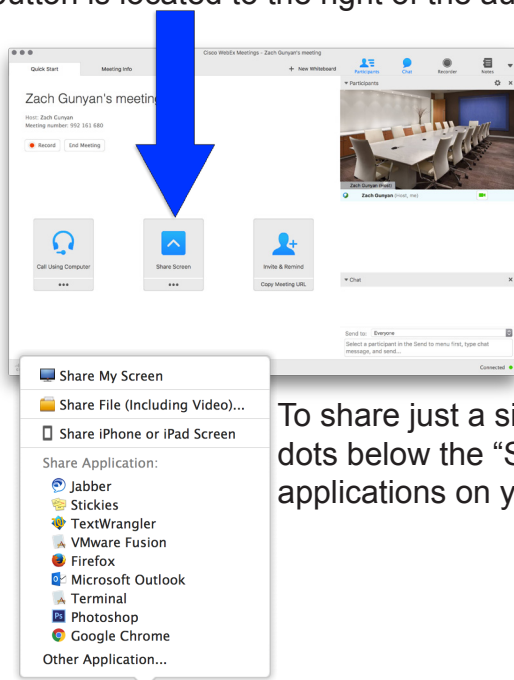 button is located to the right of the au
Cisco WebEx Meetings - Zach Gunyan's meeting
Quick Start
Meeting Info
+ New Whiteboard
Participants
Chat
Recorder
Notes
Zach Gunyan's meeting
Host: Zach Gunyan
Meeting number: 992 161 680
Record
End Meeting
Participants
Zach Gunyan (host)
Zach Gunyan (host, me)
Call Using Computer
Share Screen
Invite & Remind
Copy Meeting URL
Chat
Send to: Everyone
Select a participant in the Send to menu first, type chat
message, and send...
Connected
Share My Screen
Share File (Including Video)...
Share iPhone or iPad Screen
Share Application:
Jabber
Stickies
TextWrangler
VMware Fusion
Firefox
Microsoft Outlook
Terminal
Photoshop
Google Chrome
Other Application...
To share just a si
dots below the “S
applications on y